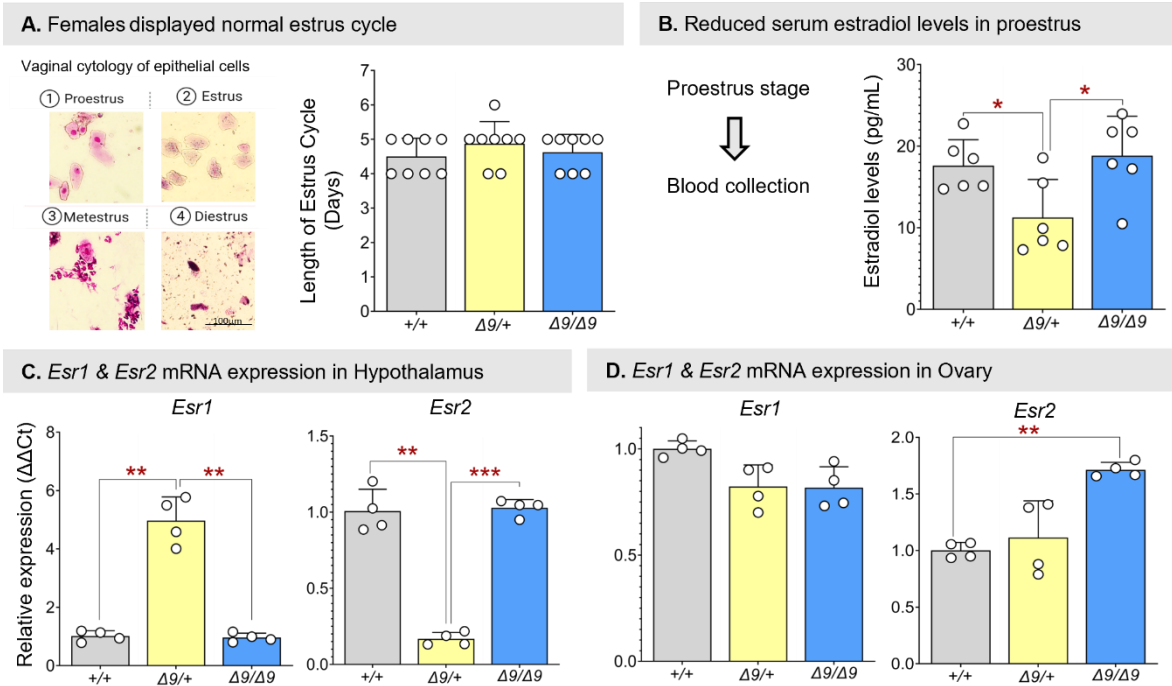 A. Females displayed normal estrus cycle
Vaginal cytology of epithelial cells
1 Proestrus
2 Estrus
3 Metestrus
4 Diestrus
100µm
Length of Estrus Cycle
(Days)
7
6
5
4
3
2
1
0
+/+
Δ9/+
Δ9/Δ9
B. Reduced serum estradiol levels in proestrus
Proestrus stage
Blood collection
Estradiol levels (pg/mL)
30
20
10
0
*
*
+/+
Δ9/+
Δ9/Δ9
C. Esr1 & Esr2 mRNA expression in Hypothalamus
Esr1
Relative expression (ΔΔCt)
8
6
4
2
0
**
**
+/+
Δ9/+
Δ9/Δ9
Esr2
1.5
1.0
0.5
0.0
**
***
+/+
Δ9/+
Δ9/Δ9
D. Esr1 & Esr2 mRNA expression in Ovary
Esr1
1.0
0.5
0.0
+/+
Δ9/+
Δ9/Δ9
Esr2
2.0
1.5
1.0
0.5
0.0
**
+/+
Δ9/+
Δ9/Δ9